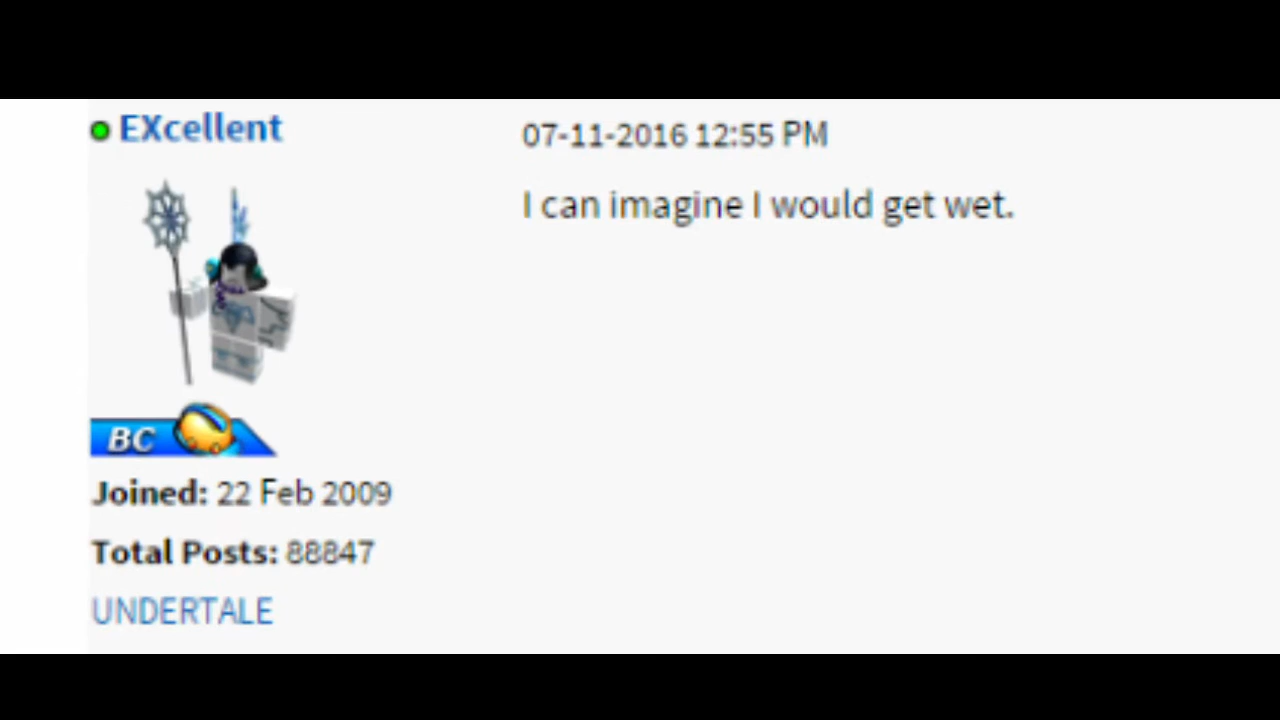 EXcellent
07-11-2016 12:55 PM
I can imagine I would get wet.
BC
Joined: 22 Feb 2009
Total Posts: 88847
UNDERTALE